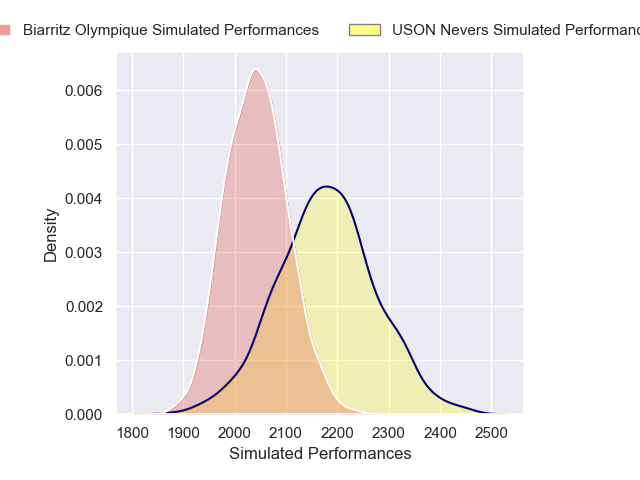 Biarritz Olympique Simulated Performances
USON Nevers Simulated Performanc
0.006
0.005
0.004
0.003
0.002
0.001
0.000
Density
1800 1900 2000 2100 2200 2300 2400 2500
Simulated Performances